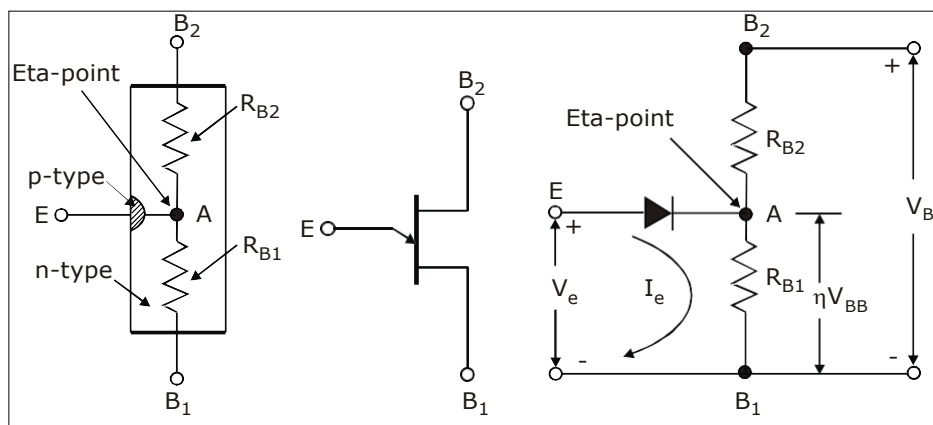 B2
Eta-point
RB2
p-type
E
A
RB1
n-type
B1
B2
E
B1
B2
+
Eta-point
RB2
E
+
A
VB
Ve
Ie
RB1
ηVBB
-
-
B1